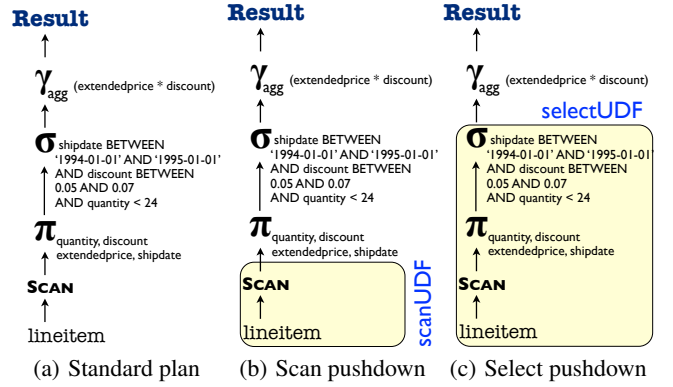 Result
γagg (extendedprice * discount)
σ shipdate BETWEEN
'1994-01-01' AND '1995-01-01'
AND discount BETWEEN
0.05 AND 0.07
AND quantity < 24
π quantity, discount
extendedprice, shipdate
SCAN
lineitem
(a) Standard plan
Result
γagg (extendedprice * discount)
σ shipdate BETWEEN
'1994-01-01' AND '1995-01-01'
AND discount BETWEEN
0.05 AND 0.07
AND quantity < 24
π quantity, discount
extendedprice, shipdate
SCAN
lineitem
scanUDF
(b) Scan pushdown
Result
γagg (extendedprice * discount)
selectUDF
σ shipdate BETWEEN
'1994-01-01' AND '1995-01-01'
AND discount BETWEEN
0.05 AND 0.07
AND quantity < 24
π quantity, discount
extendedprice, shipdate
SCAN
lineitem
(c) Select pushdown